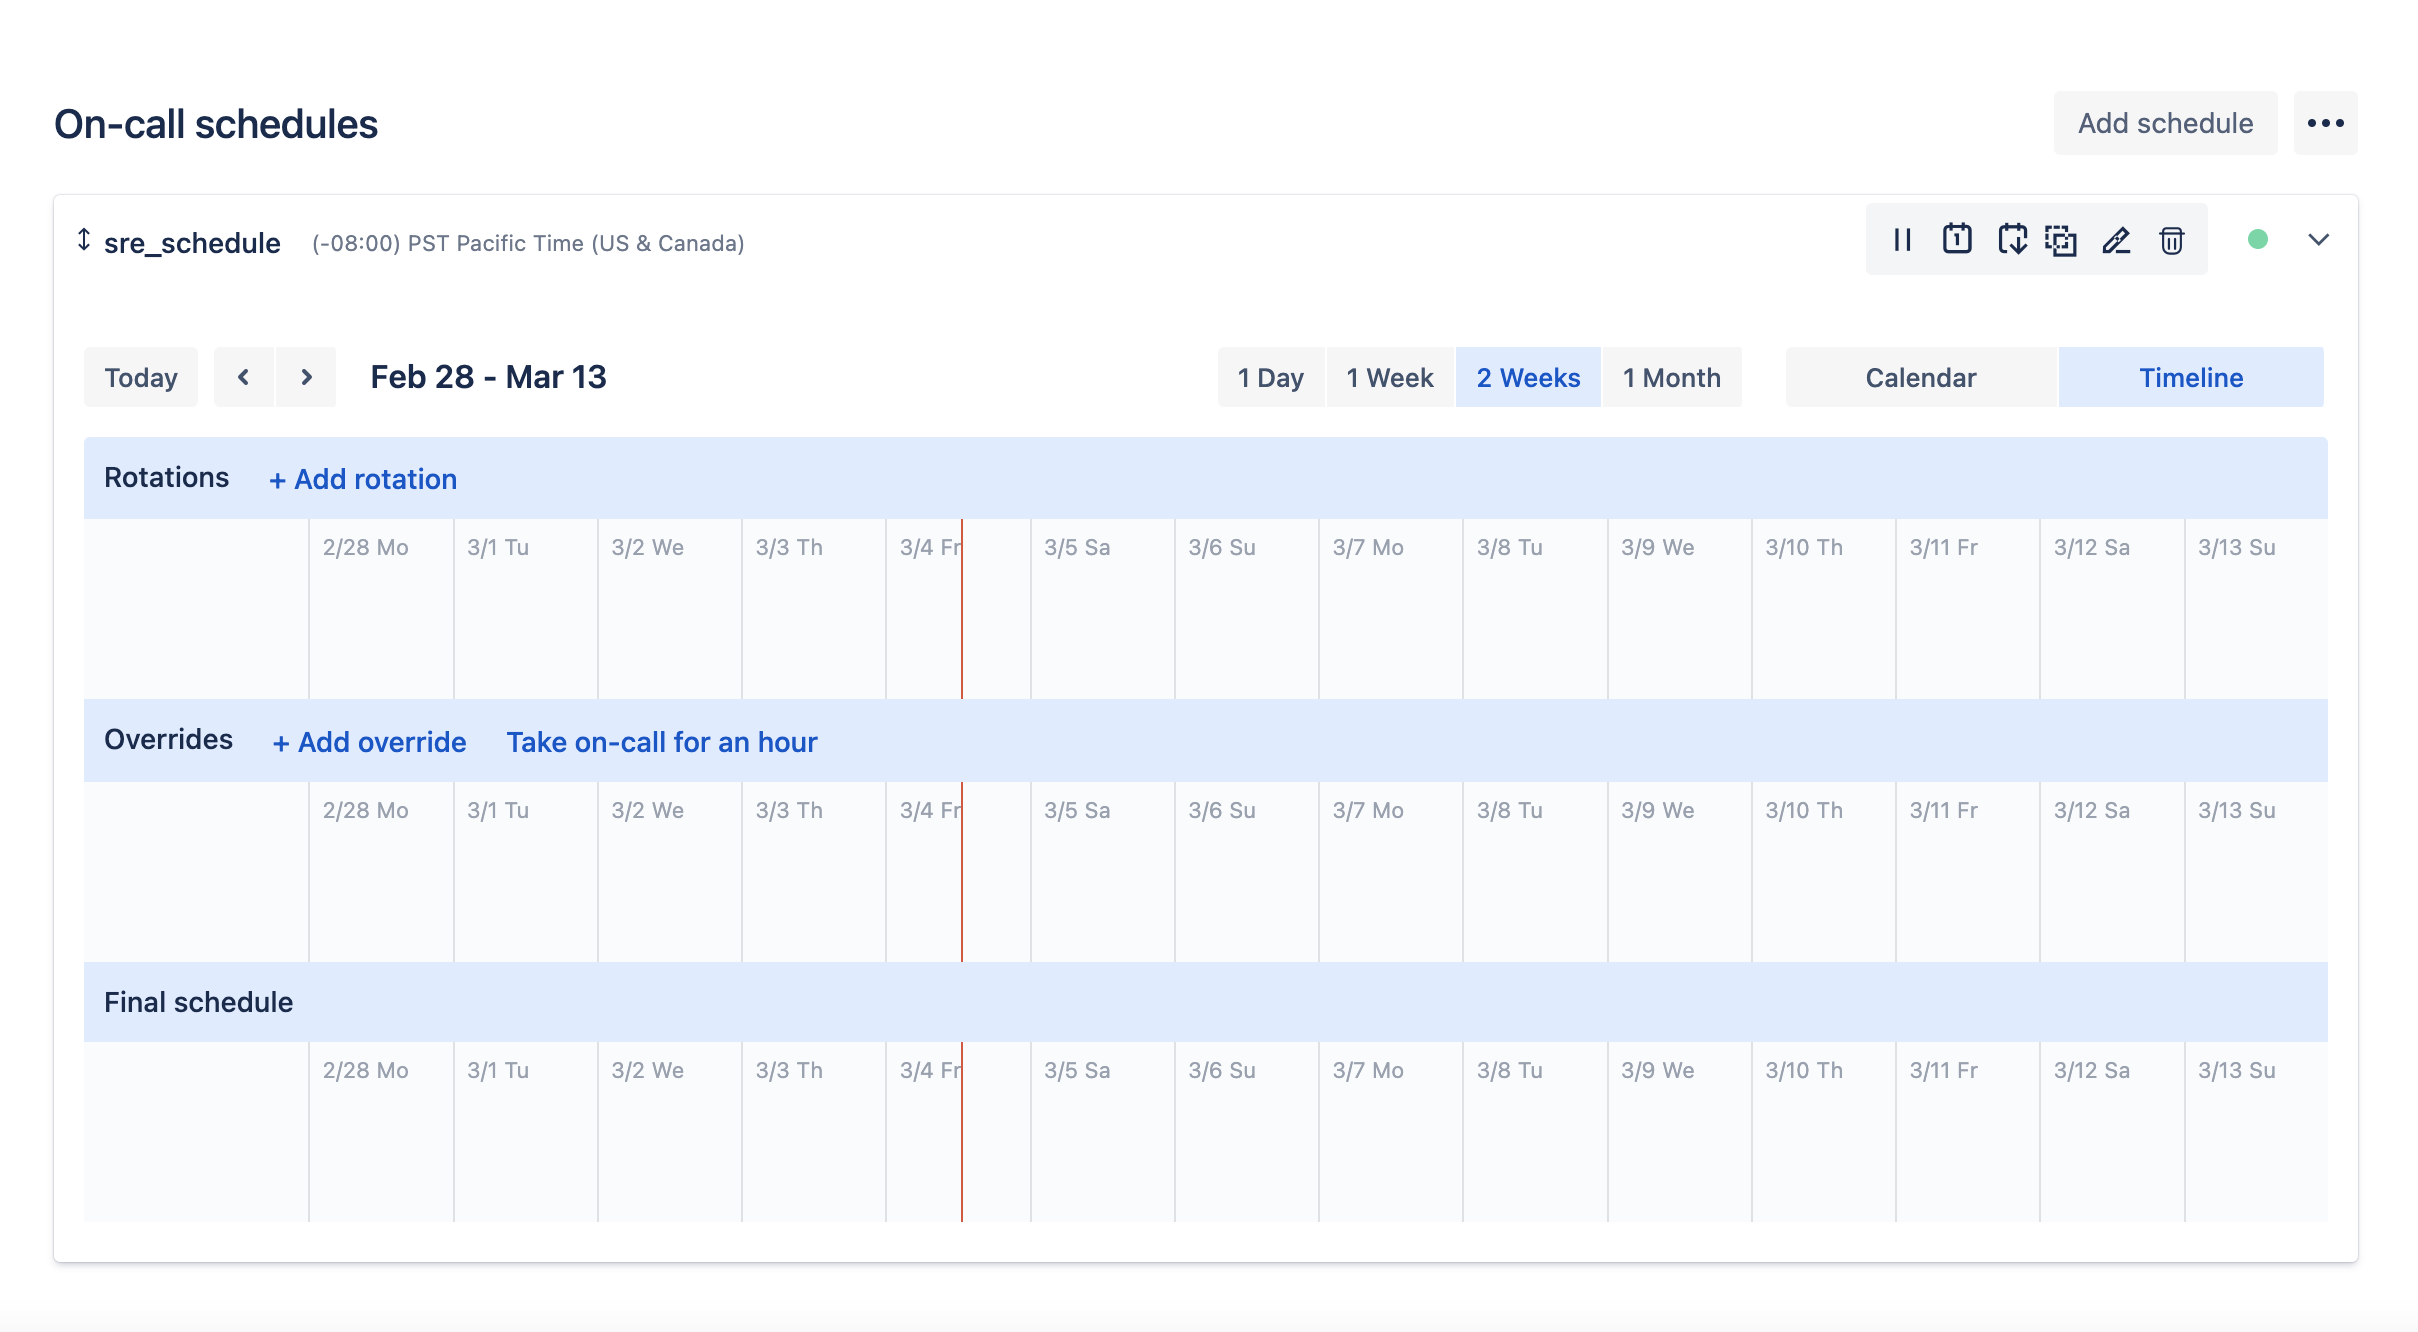 On-call schedules
Add schedule
sre_schedule (-08:00) PST Pacific Time (US & Canada)
1
Today
Feb 28 - Mar 13
1 Day 1 Week 2 Weeks 1 Month
Calendar Timeline
Rotations + Add rotation
2/28 Mo 3/1 Tu 3/2 We 3/3 Th 3/4 Fr 3/5 Sa 3/6 Su 3/7 Mo 3/8 Tu 3/9 We 3/10 Th 3/11 Fr 3/12 Sa 3/13 Su
Overrides + Add override Take on-call for an hour
2/28 Mo 3/1 Tu 3/2 We 3/3 Th 3/4 Fr 3/5 Sa 3/6 Su 3/7 Mo 3/8 Tu 3/9 We 3/10 Th 3/11 Fr 3/12 Sa 3/13 Su
Final schedule
2/28 Mo 3/1 Tu 3/2 We 3/3 Th 3/4 Fr 3/5 Sa 3/6 Su 3/7 Mo 3/8 Tu 3/9 We 3/10 Th 3/11 Fr 3/12 Sa 3/13 Su